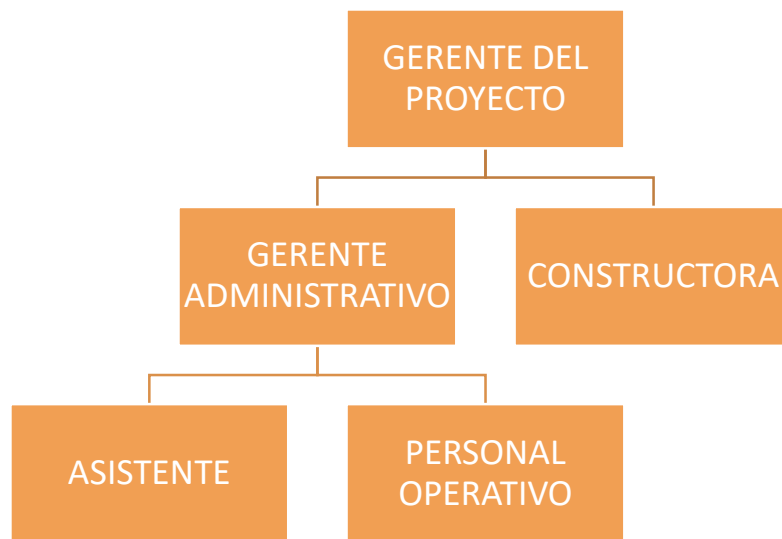 GERENTE DEL
PROYECTO
GERENTE
ADMINISTRATIVO
CONSTRUCTORA
ASISTENTE
PERSONAL
OPERATIVO